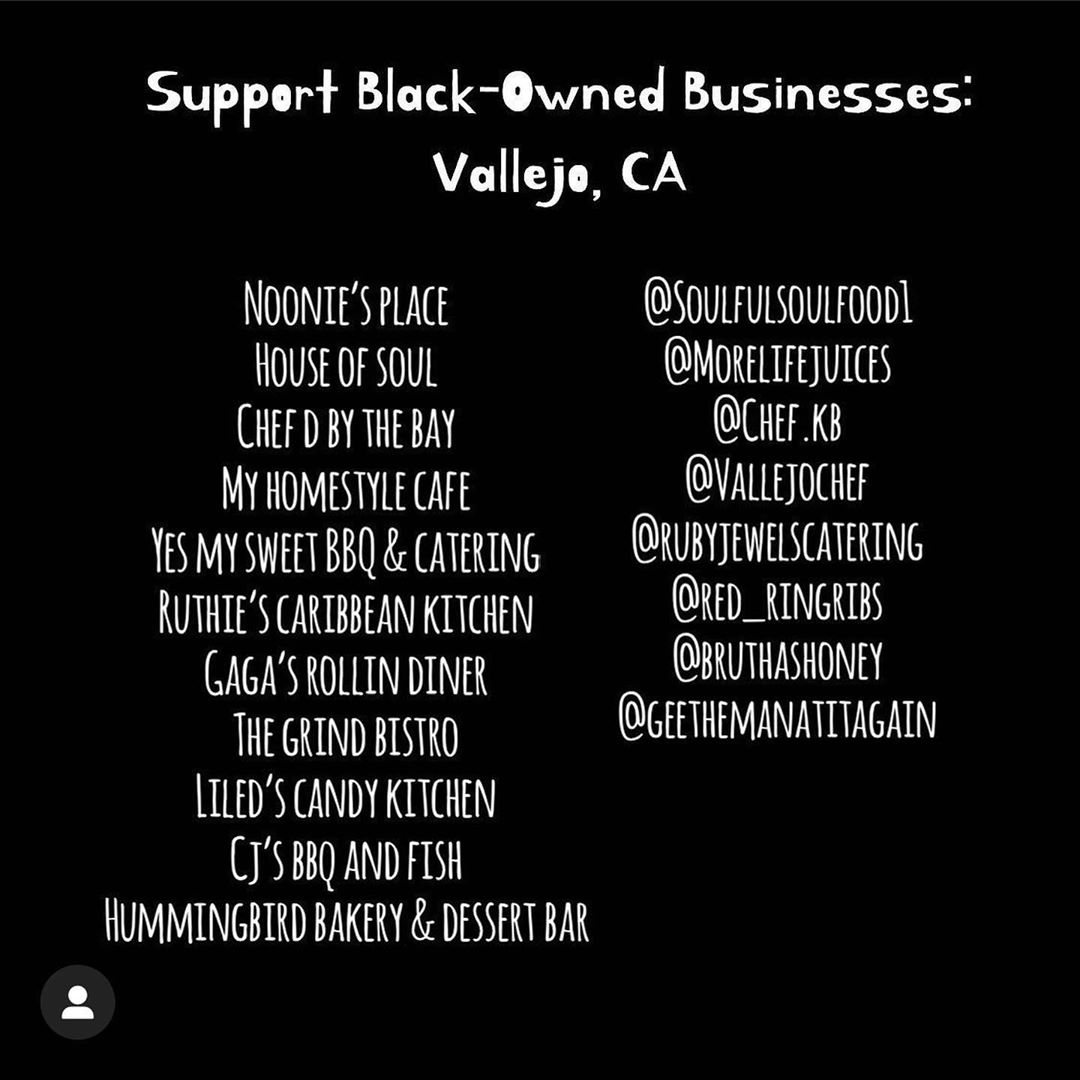 Support Black-Owned Businesses:
Vallejo, CA
Noonie's place
House of soul
Chef d by the bay
My homestyle cafe
Yes my sweet BBQ & catering
Ruthie's caribbean kitchen
Gaga's rollin diner
The grind bistro
Liled's candy kitchen
Cj's bbq and fish
Hummingbird bakery & dessert bar
@Soulfulsoulfood1
@Morelifejuices
@Chef.kb
@Vallejochef
@rubyjewelscatering
@red_ringribs
@bruthashoney
@geethemanatitagain